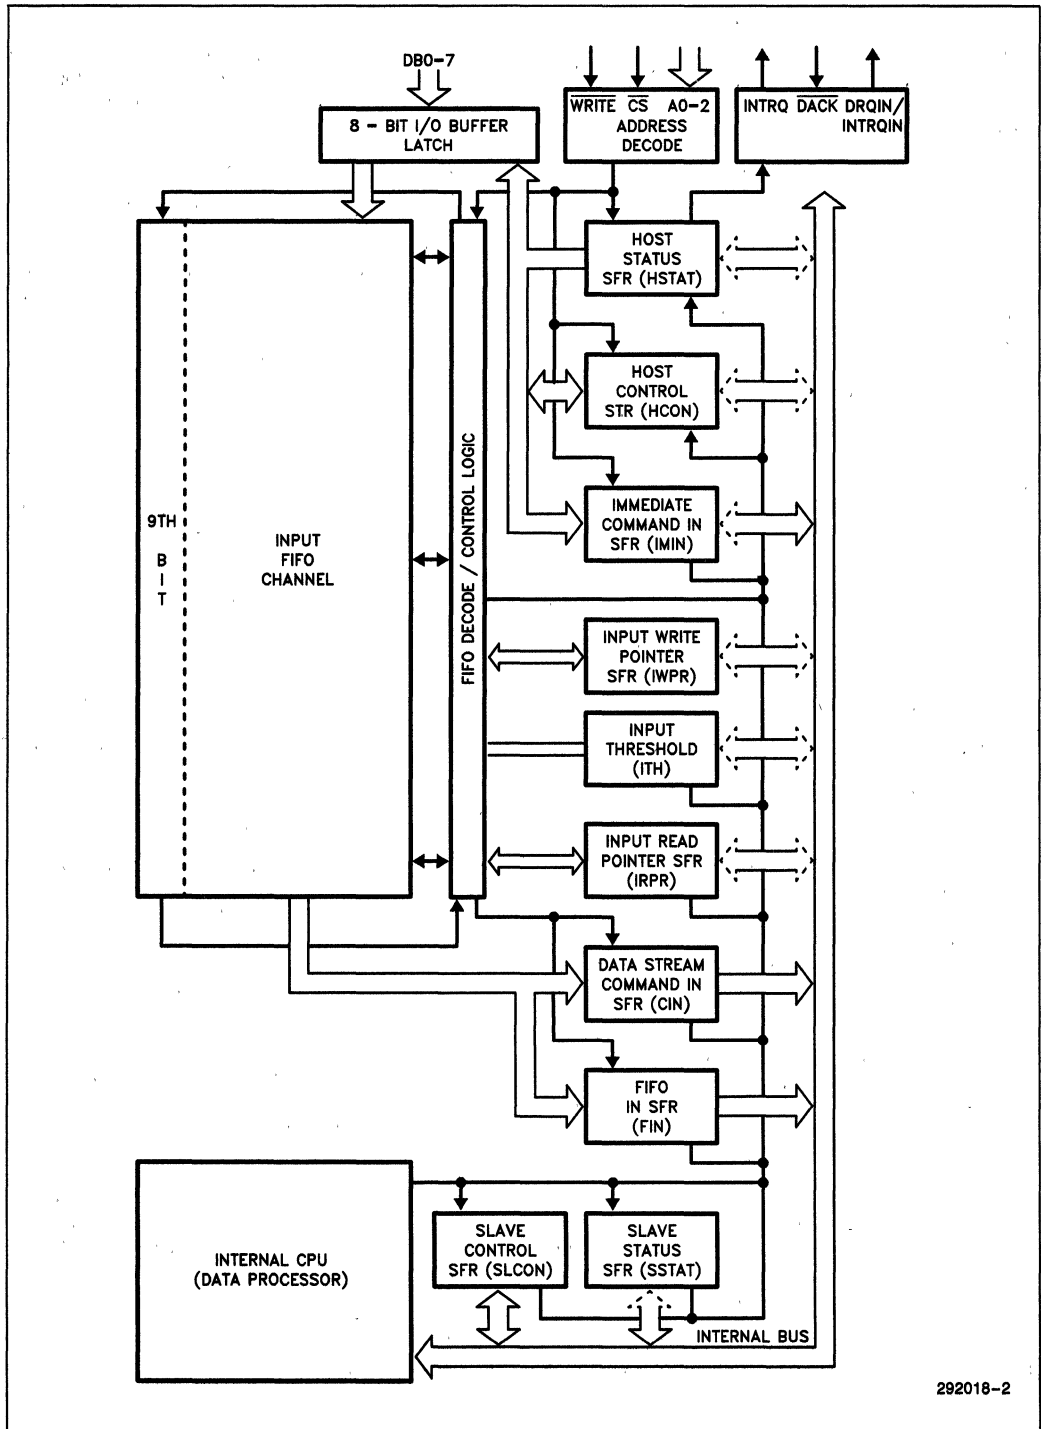 DB0-7
8 - BIT I/O BUFFER
LATCH
WRITE CS A0-2
ADDRESS
DECODE
INTRQ DACK DRQIN/
INTRQIN
HOST
STATUS
SFR (HSTAT)
HOST
CONTROL
STR (HCON)
IMMEDIATE
COMMAND IN
SFR (IMIN)
9TH
B
I
T
INPUT
FIFO
CHANNEL
FIFO DECODE / CONTROL LOGIC
INPUT WRITE
POINTER
SFR (IWPR)
INPUT
THRESHOLD
(ITH)
INPUT READ
POINTER SFR
(IRPR)
DATA STREAM
COMMAND IN
SFR (CIN)
FIFO
IN SFR
(FIN)
INTERNAL CPU
(DATA PROCESSOR)
SLAVE
CONTROL
SFR (SLCON)
SLAVE
STATUS
SFR (SSTAT)
INTERNAL BUS
292018-2